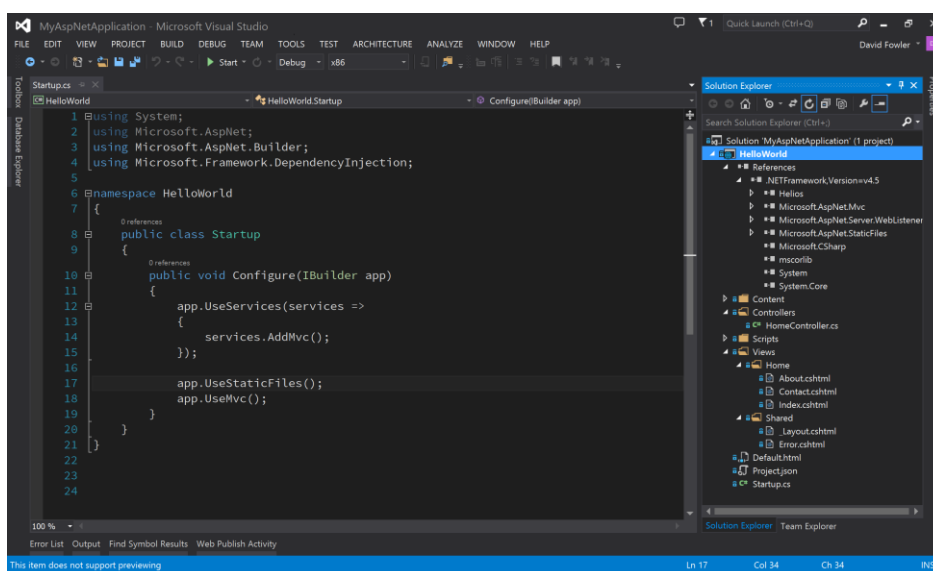 MyAspNetApplication - Microsoft Visual Studio
1
Quick Launch (Ctrl+Q)
FILE EDIT VIEW PROJECT BUILD DEBUG TEAM TOOLS TEST ARCHITECTURE ANALYZE WINDOW HELP
David Fowler
Start Debug x86
Toolbox
Database Explorer
Startup.cs
HelloWorld HelloWorld.Startup Configure(IBuilder app)
1 using System;
2 using Microsoft.AspNet;
3 using Microsoft.AspNet.Builder;
4 using Microsoft.Framework.DependencyInjection;
5
6 namespace HelloWorld
7 {
0 references
8 public class Startup
9 {
0 references
10 public void Configure(IBuilder app)
11 {
12 app.UseServices(services =>
13 {
14 services.AddMvc();
15 });
16
17 app.UseStaticFiles();
18 app.UseMvc();
19 }
20 }
21 }
22
23
24
100 %
Solution Explorer
Search Solution Explorer (Ctrl+;)
Solution 'MyAspNetApplication' (1 project)
HelloWorld
References
.NETFramework,Version=v4.5
Helios
Microsoft.AspNet.Mvc
Microsoft.AspNet.Server.WebListener
Microsoft.AspNet.StaticFiles
Microsoft.CSharp
mscorlib
System
System.Core
Content
Controllers
C# HomeController.cs
Scripts
Views
Home
About.cshtml
Contact.cshtml
Index.cshtml
Shared
_Layout.cshtml
Error.cshtml
Default.html
Project.json
C# Startup.cs
Solution Explorer Team Explorer
Error List Output Find Symbol Results Web Publish Activity
This item does not support previewing
Ln 17 Col 34 Ch 34 INS